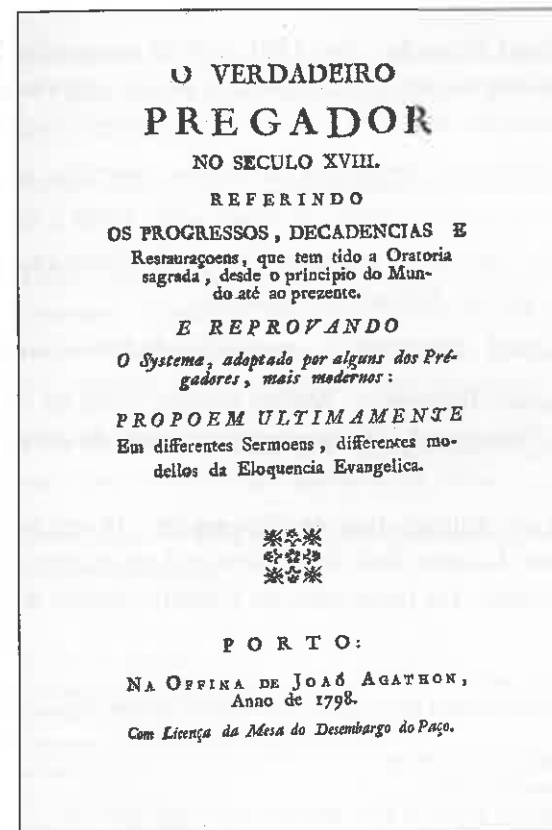 O VERDADEIRO
PREGADOR
NO SECULO XVIII.
REFERINDO
OS PROGRESSOS, DECADENCIAS E
Restauraçoens, que tem tido a Oratoria
sagrada, desde o principio do Mun-
do até ao prezente.
E REPROVANDO
O Systema, adoptado por alguns dos Pré-
gadores, mais modernos:
PROPOEM ULTIMAMENTE
Em differentes Sermoens, differentes mo-
dellos da Eloquencia Evangelica.
PORTO:
NA OFFINA DE JOAÕ AGATHON,
Anno de 1798.
Com Licença da Mesa do Desembargo do Paço.